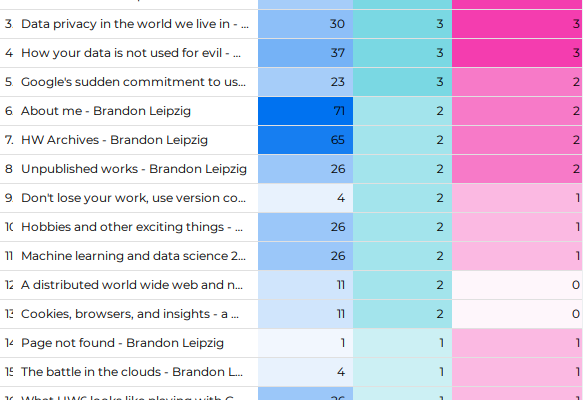 3 Data privacy in the world we live in - ... 30 3 3
4 How your data is not used for evil - ... 37 3 3
5 Google's sudden commitment to us... 23 3 2
6. About me - Brandon Leipzig 71 2 2
7. HW Archives - Brandon Leipzig 65 2 2
8 Unpublished works - Brandon Leipzig 26 2 2
9. Don't lose your work, use version co... 4 2 1
10 Hobbies and other exciting things - ... 26 2 1
11 Machine learning and data science 2... 26 2 1
12 A distributed world wide web and n... 11 2 0
13 Cookies, browsers, and insights - a ... 11 2 0
14 Page not found - Brandon Leipzig 1 1 1
15 The battle in the clouds - Brandon L... 4 1 1